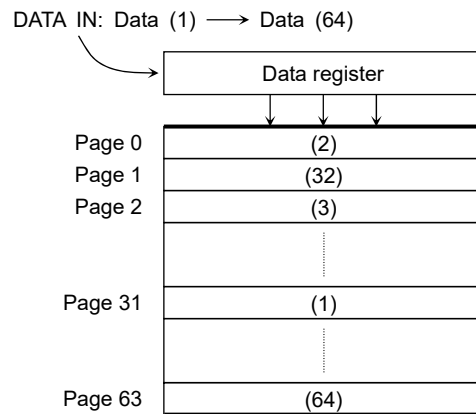 DATA IN: Data (1) → Data (64)
Data register
Page 0 (2)
Page 1 (32)
Page 2 (3)
Page 31 (1)
Page 63 (64)